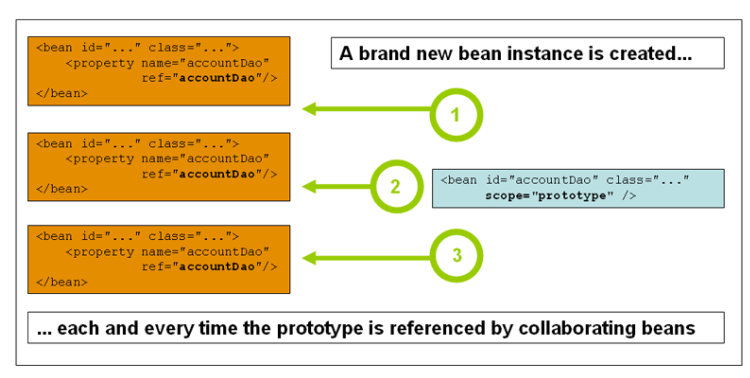 <bean id="..." class="...">
<property name="accountDao"
ref="accountDao"/>
</bean>
A brand new bean instance is created...
1
<bean id="..." class="...">
<property name="accountDao"
ref="accountDao"/>
</bean>
2
<bean id="accountDao" class="..."
scope="prototype" />
<bean id="..." class="...">
<property name="accountDao"
ref="accountDao"/>
</bean>
3
... each and every time the prototype is referenced by collaborating beans